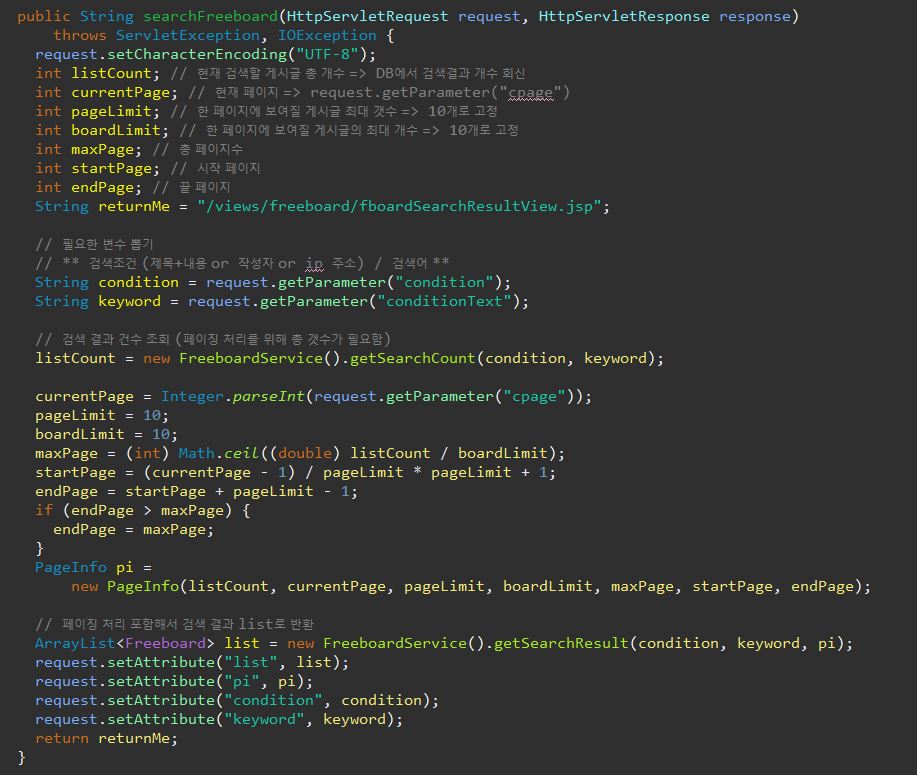 public String searchFreeboard(HttpServletRequest request, HttpServletResponse response)
throws ServletException, IOException {
request.setCharacterEncoding("UTF-8");
int listCount; // 현재 검색할 게시글 총 개수 => DB에서 검색결과 개수 회신
int currentPage; // 현재 페이지 => request.getParameter("cpage")
int pageLimit; // 한 페이지에 보여질 게시글 최대 갯수 => 10개로 고정
int boardLimit; // 한 페이지에 보여질 게시글의 최대 개수 => 10개로 고정
int maxPage; // 총 페이지수
int startPage; // 시작 페이지
int endPage; // 끝 페이지
String returnMe = "/views/freeboard/fboardSearchResultView.jsp";
// 필요한 변수 뽑기
// ** 검색조건 (제목+내용 or 작성자 or ip 주소) / 검색어 **
String condition = request.getParameter("condition");
String keyword = request.getParameter("conditionText");
// 검색 결과 건수 조회 (페이징 처리를 위해 총 갯수가 필요함)
listCount = new FreeboardService().getSearchCount(condition, keyword);
currentPage = Integer.parseInt(request.getParameter("cpage"));
pageLimit = 10;
boardLimit = 10;
maxPage = (int) Math.ceil((double) listCount / boardLimit);
startPage = (currentPage - 1) / pageLimit * pageLimit + 1;
endPage = startPage + pageLimit - 1;
if (endPage > maxPage) {
endPage = maxPage;
}
PageInfo pi =
new PageInfo(listCount, currentPage, pageLimit, boardLimit, maxPage, startPage, endPage);
// 페이징 처리 포함해서 검색 결과 list로 반환
ArrayList<Freeboard> list = new FreeboardService().getSearchResult(condition, keyword, pi);
request.setAttribute("list", list);
request.setAttribute("pi", pi);
request.setAttribute("condition", condition);
request.setAttribute("keyword", keyword);
return returnMe;
}